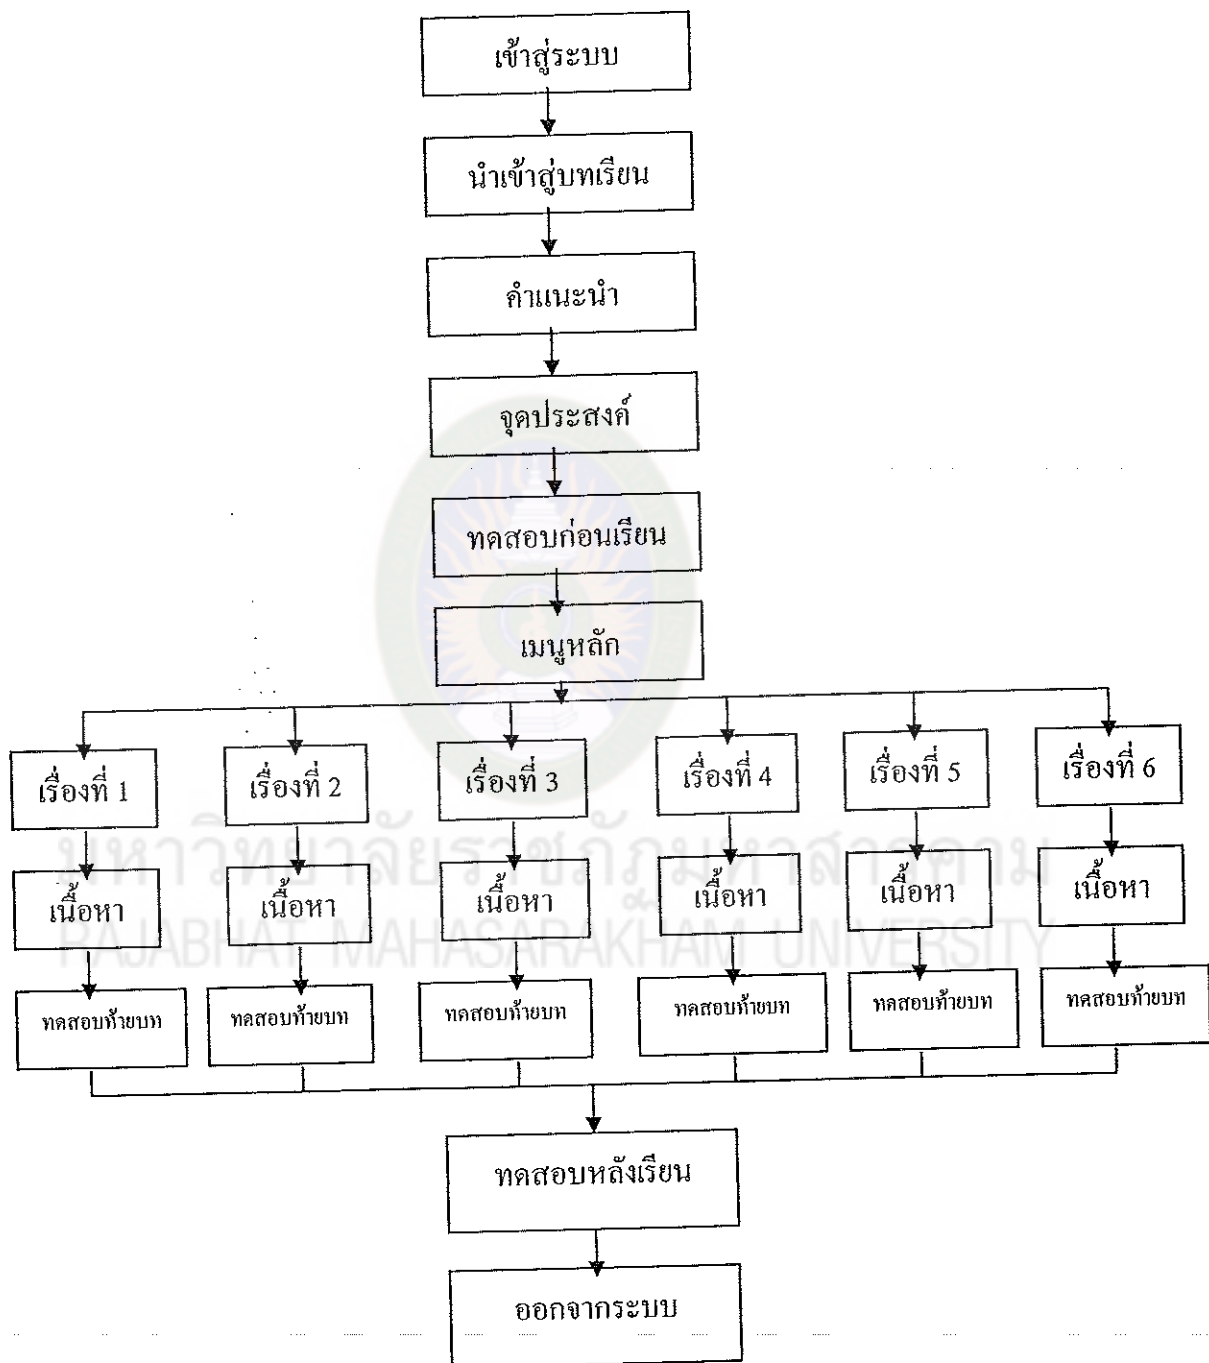 เข้าสู่ระบบ
นำเข้าสู่บทเรียน
คำแนะนำ
จุดประสงค์
ทดสอบก่อนเรียน
เมนูหลัก
เรื่องที่ 1 เรื่องที่ 2 เรื่องที่ 3 เรื่องที่ 4 เรื่องที่ 5 เรื่องที่ 6
มหาวิทยาลัยราชภัฏมหาสารคาม
เนื้อหา เนื้อหา เนื้อหา เนื้อหา เนื้อหา เนื้อหา
RAJABHAT MAHASARAKHAM UNIVERSITY
ทดสอบท้ายบท ทดสอบท้ายบท ทดสอบท้ายบท ทดสอบท้ายบท ทดสอบท้ายบท ทดสอบท้ายบท
ทดสอบหลังเรียน
ออกจากระบบ